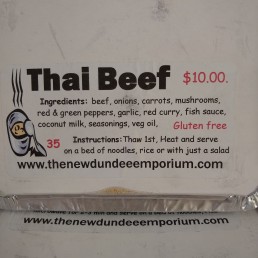 Thai Beef $10.00.
Ingredients: beef, onions, carrots, mushrooms,
red & green peppers, garlic, red curry, fish sauce,
coconut milk, seasonings, veg oil,
Gluten free
35 Instructions:Thaw 1st, Heat and serve
on a bed of noodles, rice or with just a salad
www.thenewdundeeemporium.com
www.thenewdundeeemporium.com